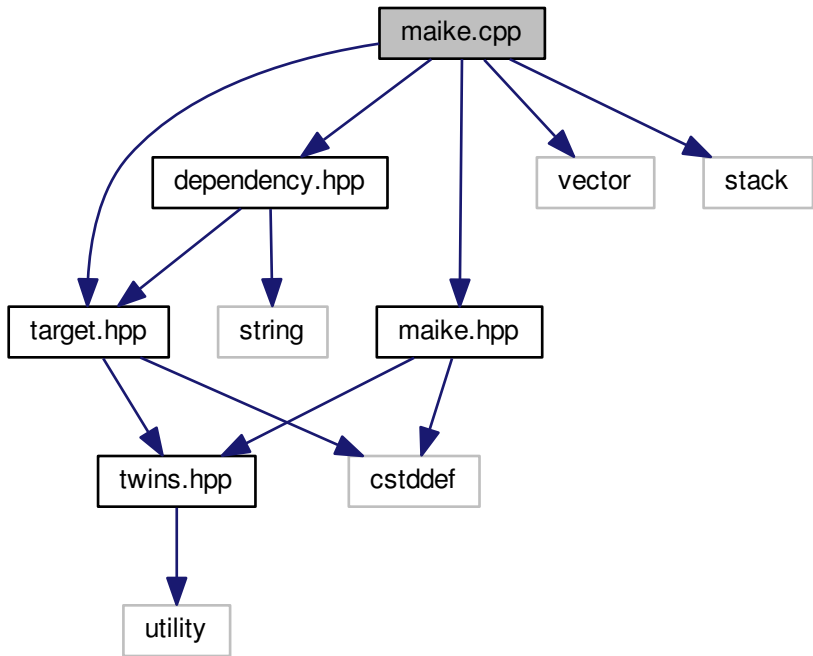 maike.cpp
dependency.hpp
vector
stack
target.hpp
string
maike.hpp
twins.hpp
cstddef
utility